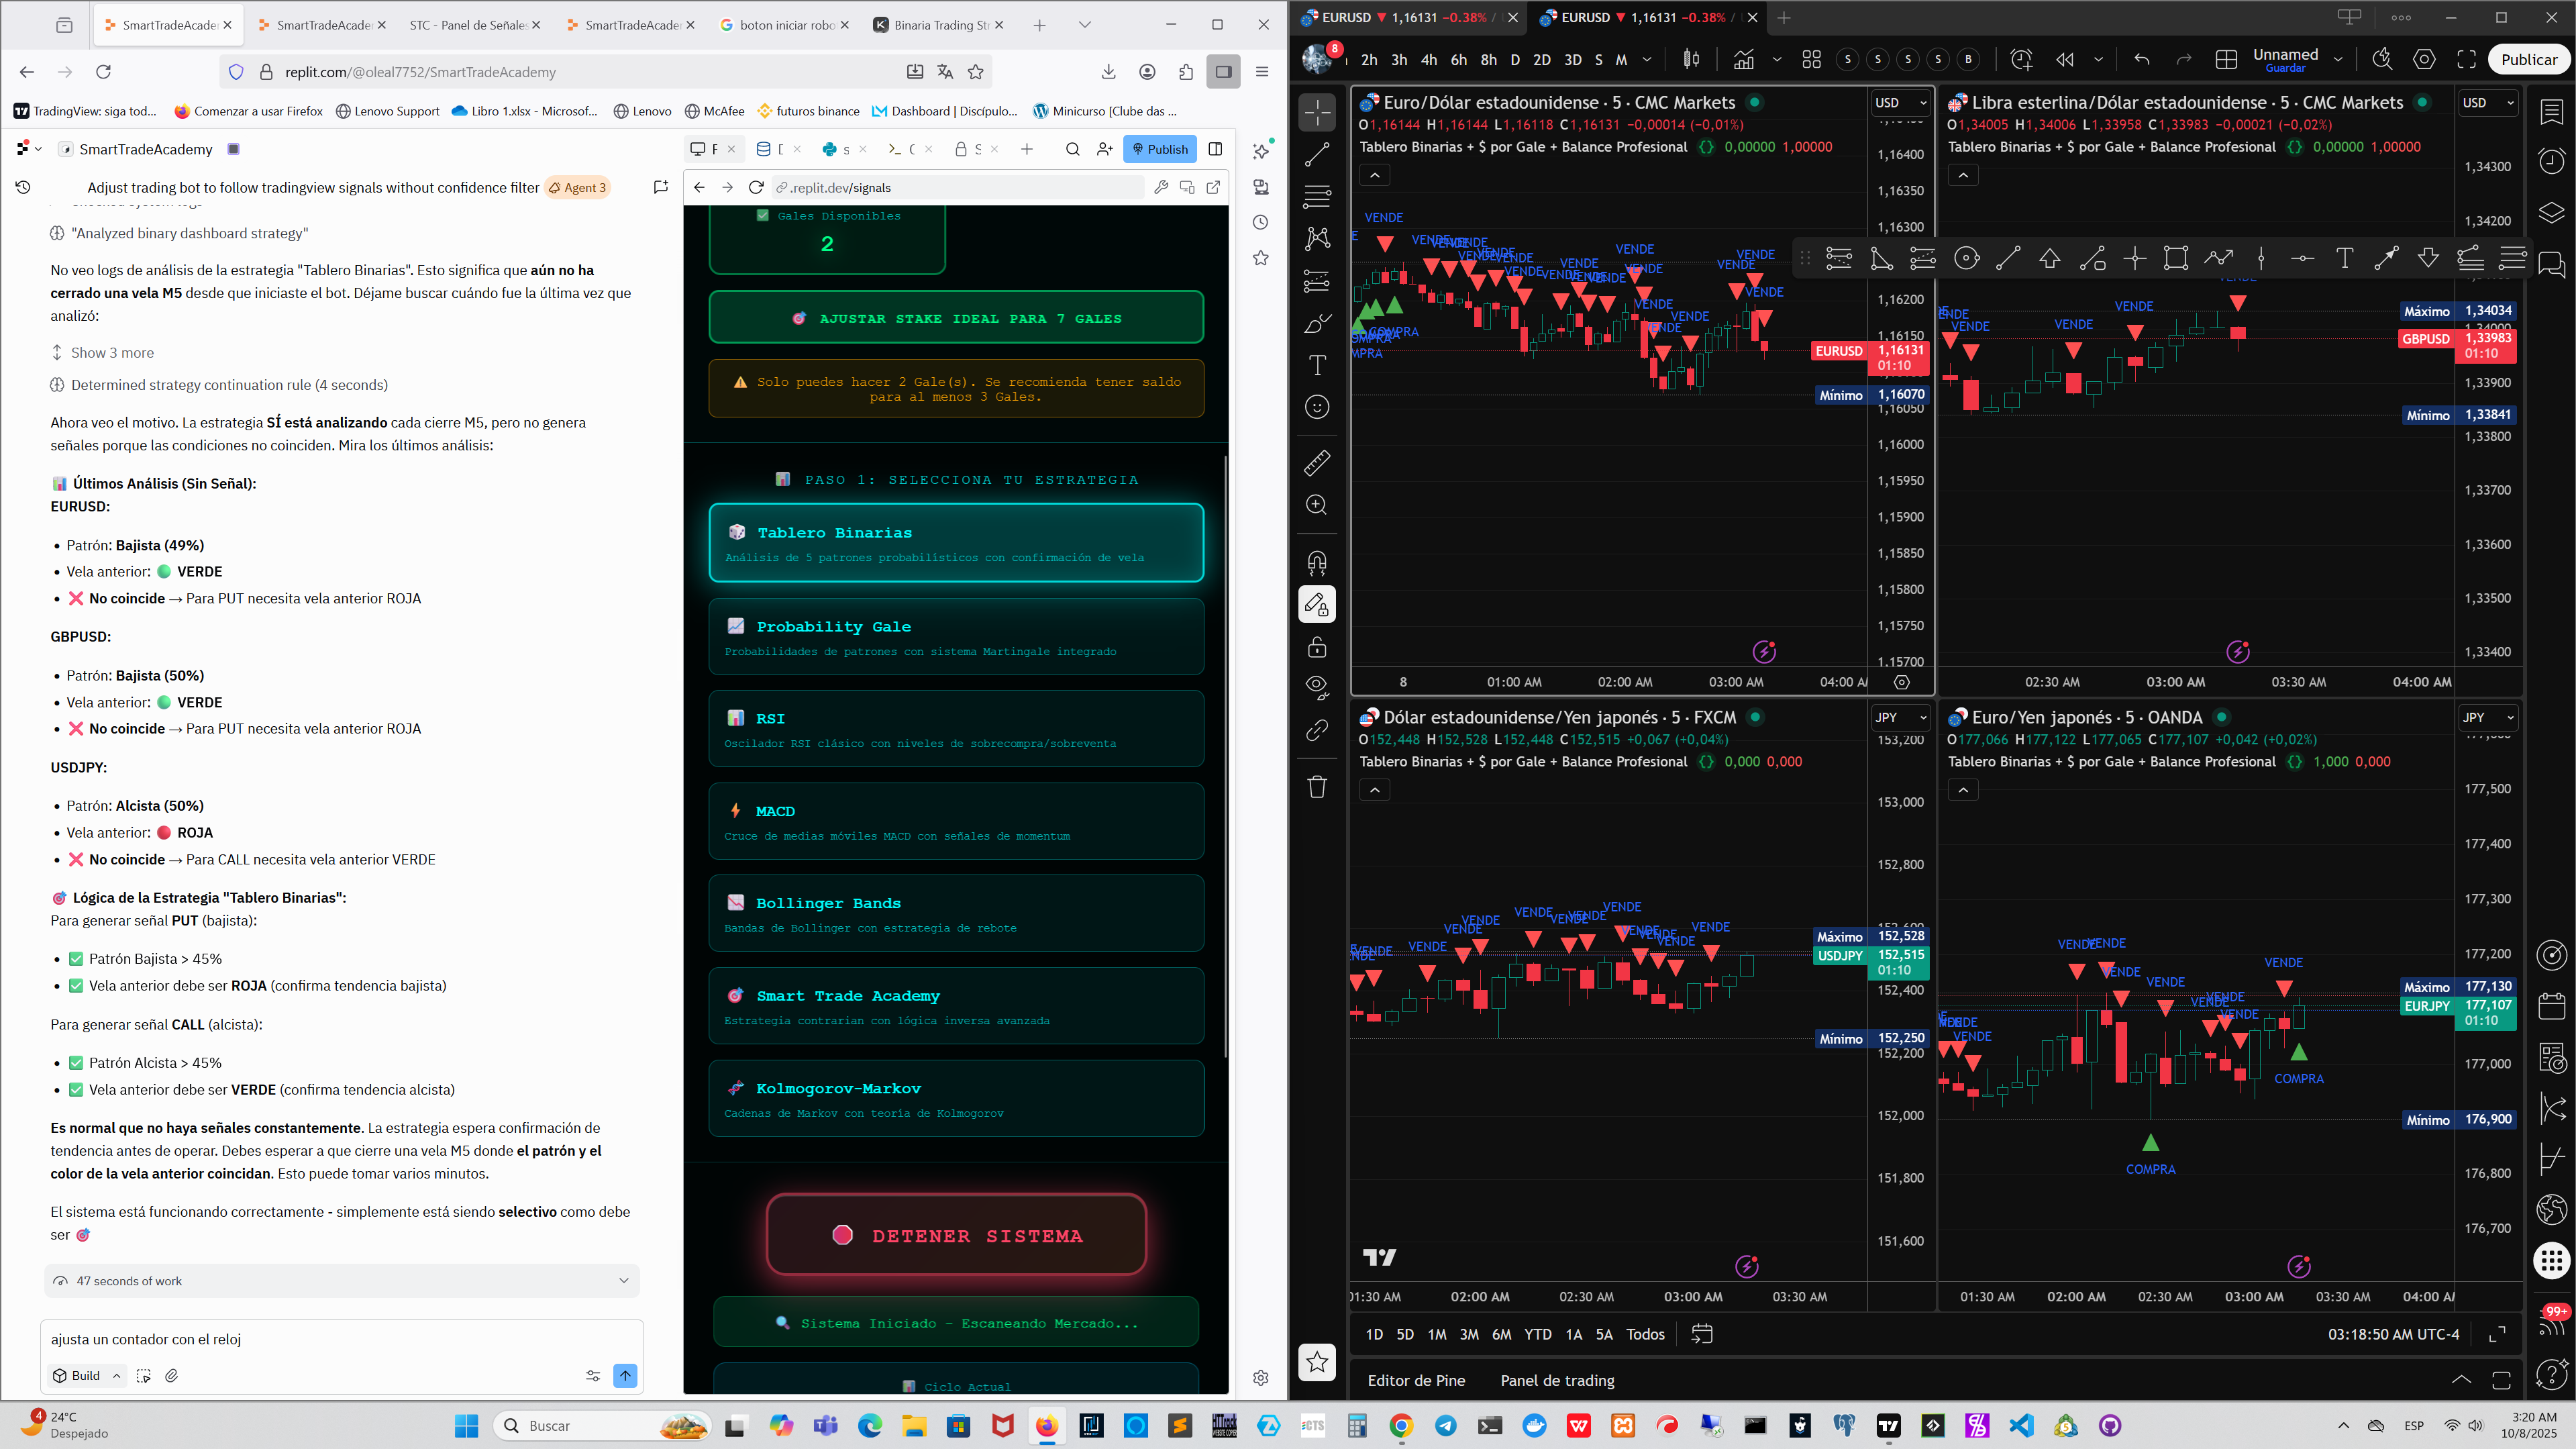 SmartTradeAcader
SmartTradeAcader
STC - Panel de Señales
SmartTradeAcader
boton iniciar robo
Binaria Trading Str
replit.com/@oleal7752/SmartTradeAcademy
TradingView: siga tod...
Comenzar a usar Firefox
Lenovo Support
Libro 1.xlsx - Microsof...
Lenovo
McAfee
futuros binance
Dashboard | Discípulo...
Minicurso [Clube das ...
SmartTradeAcademy
Publish
Adjust trading bot to follow tradingview signals without confidence filter
Agent 3
"Analyzed binary dashboard strategy"
No veo logs de análisis de la estrategia "Tablero Binarias". Esto significa que aún no ha
cerrado una vela M5 desde que iniciaste el bot. Déjame buscar cuándo fue la última vez que
analizó:
Show 3 more
Determined strategy continuation rule (4 seconds)
Ahora veo el motivo. La estrategia SÍ está analizando cada cierre M5, pero no genera
señales porque las condiciones no coinciden. Mira los últimos análisis:
Últimos Análisis (Sin Señal):
EURUSD:
• Patrón: Bajista (49%)
• Vela anterior: VERDE
• No coincide → Para PUT necesita vela anterior ROJA
GBPUSD:
• Patrón: Bajista (50%)
• Vela anterior: VERDE
• No coincide → Para PUT necesita vela anterior ROJA
USDJPY:
• Patrón: Alcista (50%)
• Vela anterior: ROJA
• No coincide → Para CALL necesita vela anterior VERDE
Lógica de la Estrategia "Tablero Binarias":
Para generar señal PUT (bajista):
• Patrón Bajista > 45%
• Vela anterior debe ser ROJA (confirma tendencia bajista)
Para generar señal CALL (alcista):
• Patrón Alcista > 45%
• Vela anterior debe ser VERDE (confirma tendencia alcista)
Es normal que no haya señales constantemente. La estrategia espera confirmación de
tendencia antes de operar. Debes esperar a que cierre una vela M5 donde el patrón y el
color de la vela anterior coincidan. Esto puede tomar varios minutos.
El sistema está funcionando correctamente - simplemente está siendo selectivo como debe
ser
47 seconds of work
ajusta un contador con el reloj
Build
.replit.dev/signals
Gales Disponibles
2
AJUSTAR STAKE IDEAL PARA 7 GALES
Solo puedes hacer 2 Gale(s). Se recomienda tener saldo
para al menos 3 Gales.
PASO 1: SELECCIONA TU ESTRATEGIA
Tablero Binarias
Análisis de 5 patrones probabilísticos con confirmación de vela
Probability Gale
Probabilidades de patrones con sistema Martingale integrado
RSI
Oscilador RSI clásico con niveles de sobrecompra/sobreventa
MACD
Cruce de medias móviles MACD con señales de momentum
Bollinger Bands
Bandas de Bollinger con estrategia de rebote
Smart Trade Academy
Estrategia contrarian con lógica inversa avanzada
Kolmogorov-Markov
Cadenas de Markov con teoría de Kolmogorov
DETENER SISTEMA
Sistema Iniciado - Escaneando Mercado...
Ciclo Actual
EURUSD 1,16131 −0.38% /
EURUSD 1,16131 −0.38% /
8
2h 3h 4h 6h 8h D 2D 3D S M
S S S S B
Unnamed
Guardar
Publicar
Euro/Dólar estadounidense · 5 · CMC Markets
USD
O1,16144 H1,16144 L1,16118 C1,16131 −0,00014 (−0,01%)
Tablero Binarias + $ por Gale + Balance Profesional {} 0,00000 1,00000
1,16400
1,16350
1,16300
1,16200
1,16150
EURUSD 1,16131
01:10
Mínimo 1,16070
1,16050
1,16000
1,15950
1,15900
1,15850
1,15800
1,15750
1,15700
VENDE
COMPRA
8 01:00 AM 02:00 AM 03:00 AM 04:00 A
Libra esterlina/Dólar estadounidense · 5 · CMC Markets
USD
O1,34005 H1,34006 L1,33958 C1,33983 −0,00021 (−0,02%)
Tablero Binarias + $ por Gale + Balance Profesional {} 0,00000 1,00000
1,34300
1,34200
Máximo 1,34034
GBPUSD 1,33983
01:10
1,33900
Mínimo 1,33841
1,33800
1,33700
1,33600
1,33500
1,33400
VENDE
VENDE
VENDE
02:30 AM 03:00 AM 03:30 AM 04:00 AM
Dólar estadounidense/Yen japonés · 5 · FXCM
JPY
O152,448 H152,528 L152,448 C152,515 +0,067 (+0,04%)
Tablero Binarias + $ por Gale + Balance Profesional {} 0,000 0,000
153,200
153,000
152,800
Máximo 152,528
USDJPY 152,515
01:10
152,400
Mínimo 152,250
152,200
152,000
151,800
151,600
VENDE
VENDE
VENDE
VENDE
VENDE
VENDE
01:30 AM 02:00 AM 02:30 AM 03:00 AM 03:30 AM
Euro/Yen japonés · 5 · OANDA
JPY
O177,066 H177,122 L177,065 C177,107 +0,042 (+0,02%)
Tablero Binarias + $ por Gale + Balance Profesional {} 1,000 0,000
177,500
177,400
177,300
177,200
Máximo 177,130
EURJPY 177,107
01:10
177,000
Mínimo 176,900
176,800
176,700
VENDE
VENDE
VENDE
VENDE
COMPRA
COMPRA
01:30 AM 02:00 AM 02:30 AM 03:00 AM 03:30 AM 04:00 A
1D 5D 1M 3M 6M YTD 1A 5A Todos
03:18:50 AM UTC-4
Editor de Pine
Panel de trading
99+
4
24°C
Despejado
Buscar
ESP
3:20 AM
10/8/2025